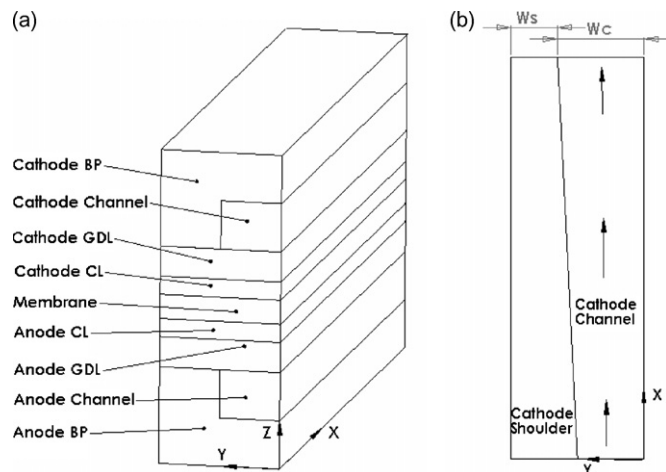 (a)
Cathode BP
Cathode Channel
Cathode GDL
Cathode CL
Membrane
Anode CL
Anode GDL
Anode Channel
Anode BP
Z
X
Y
(b)
Ws
Wc
Cathode
Channel
X
Cathode
Shoulder
Y